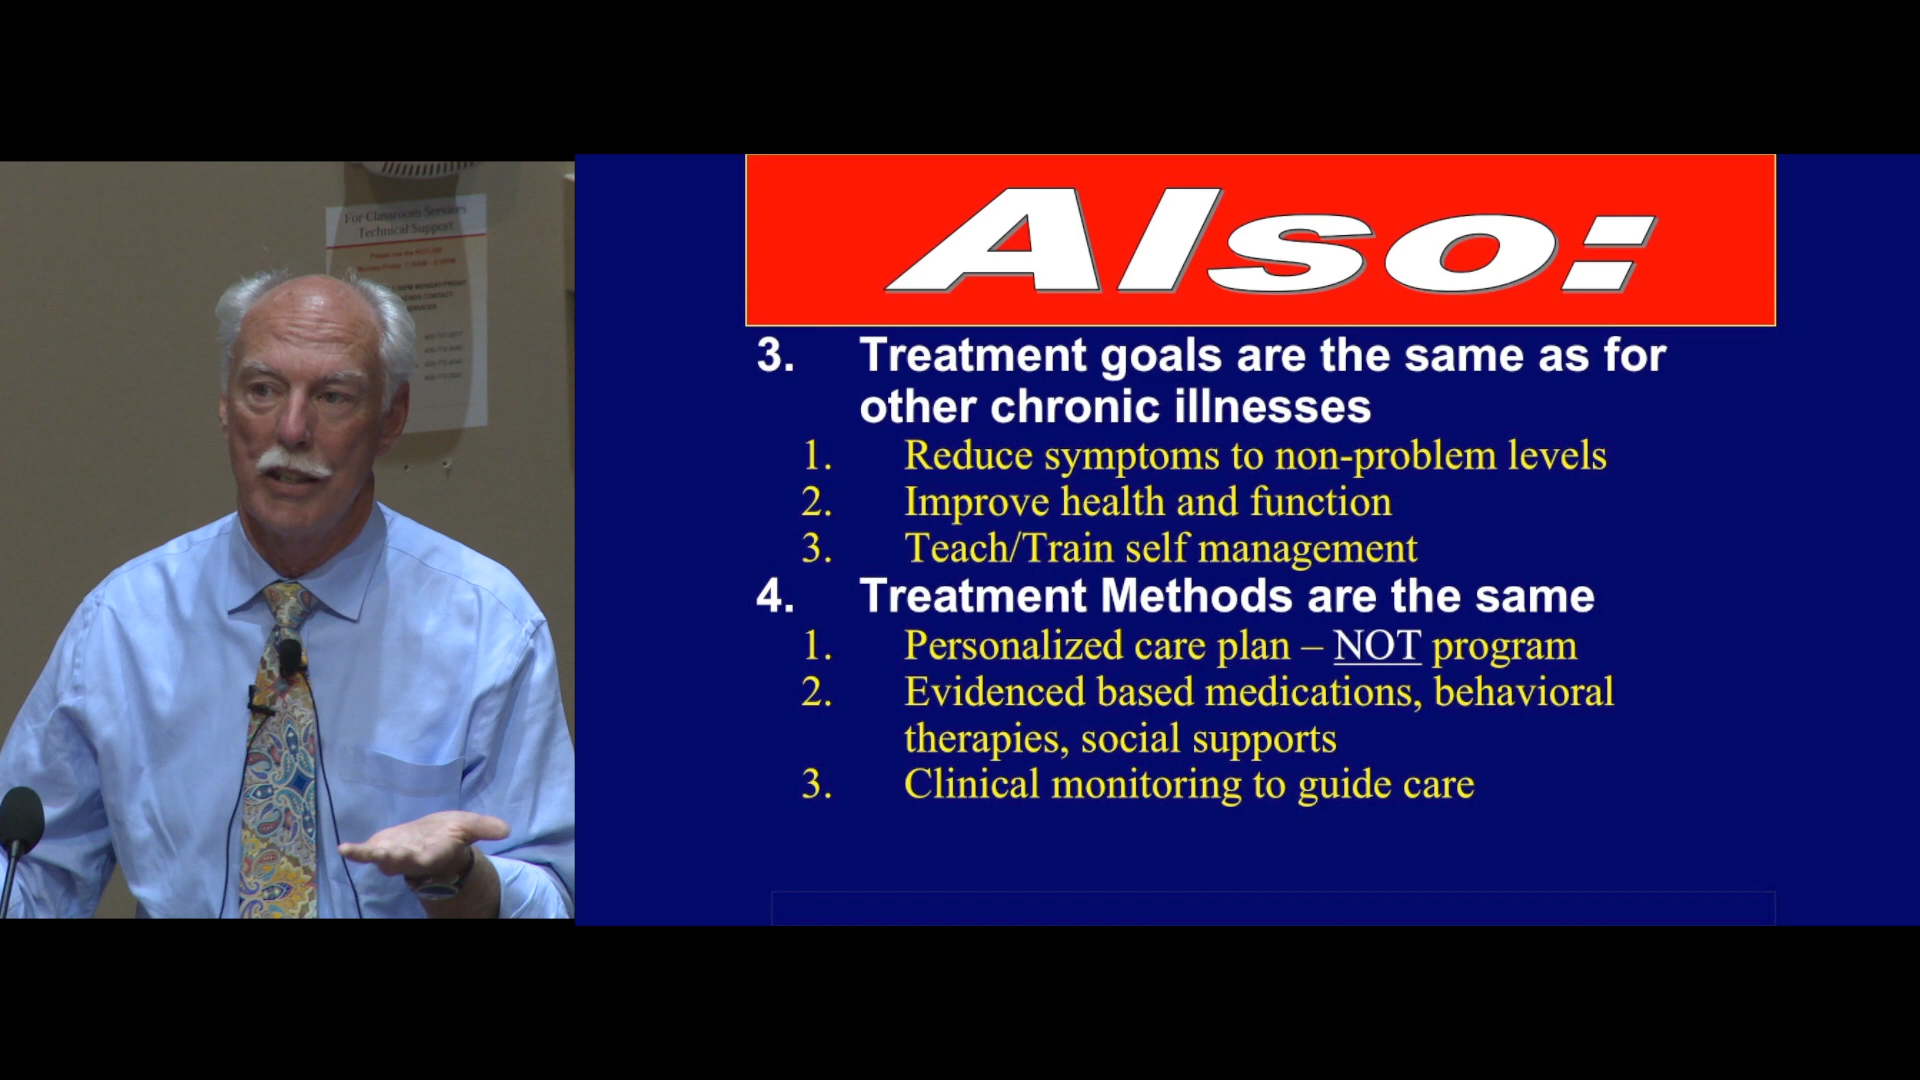 For Classroom Services
Technical Support
Also:
3. Treatment goals are the same as for
other chronic illnesses
1. Reduce symptoms to non-problem levels
2. Improve health and function
3. Teach/Train self management
4. Treatment Methods are the same
1. Personalized care plan – NOT program
2. Evidenced based medications, behavioral
therapies, social supports
3. Clinical monitoring to guide care